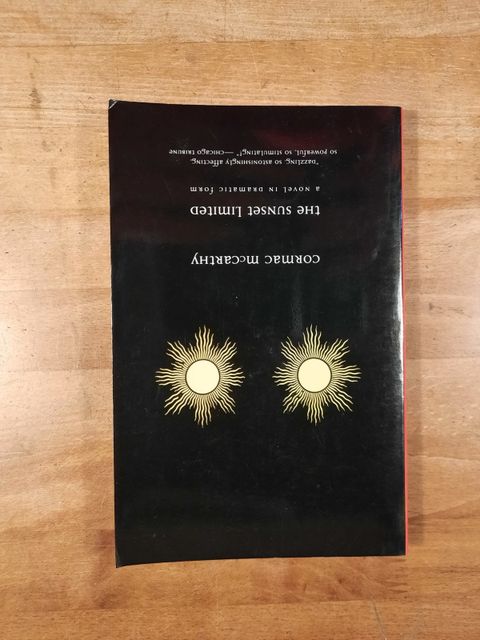 CORMAC McCARTHY
THE SUNSET LIMITED
A NOVEL IN DRAMATIC FORM
"Dazzling, so astonishingly affecting,
so powerful, so stimulating!" —CHICAGO TRIBUNE